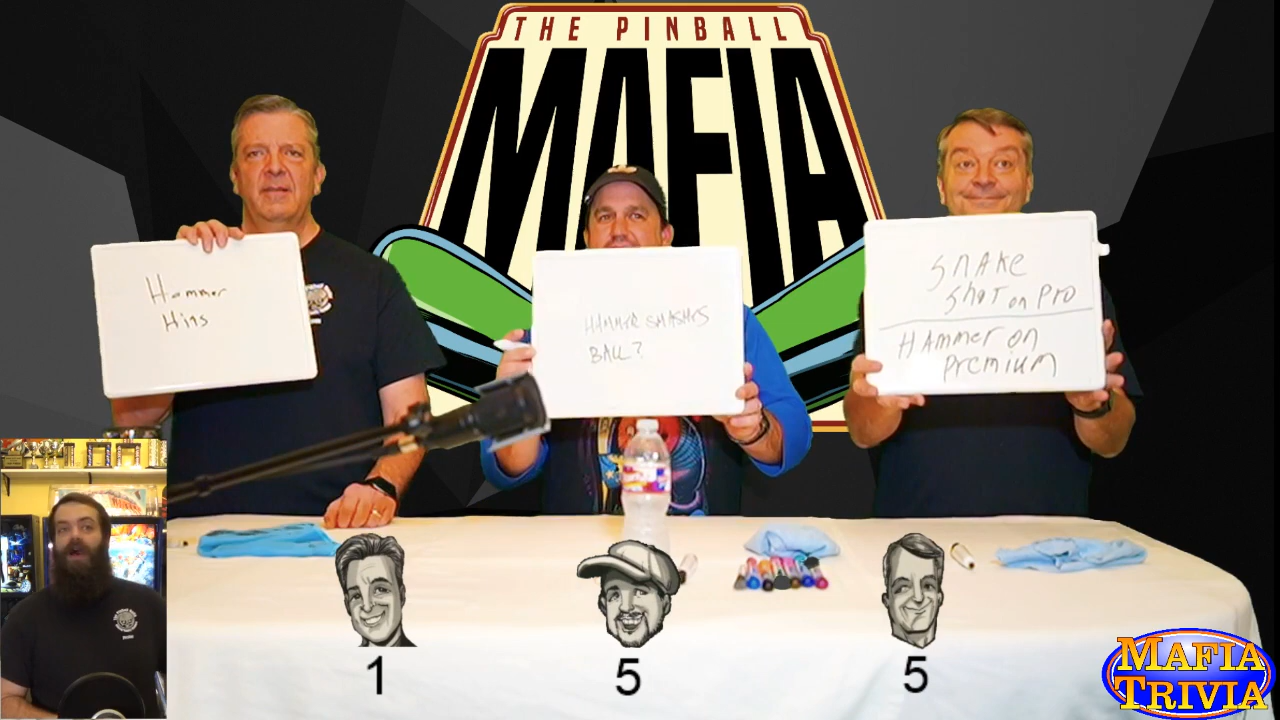 THE PINBALL
MAFIA
Hammer
Hits
HAMMER SMASHES
BALL?
SNAKE
SHOT on PRO
HAMMER on
Premium
1
5
5
MAFIA
TRIVIA